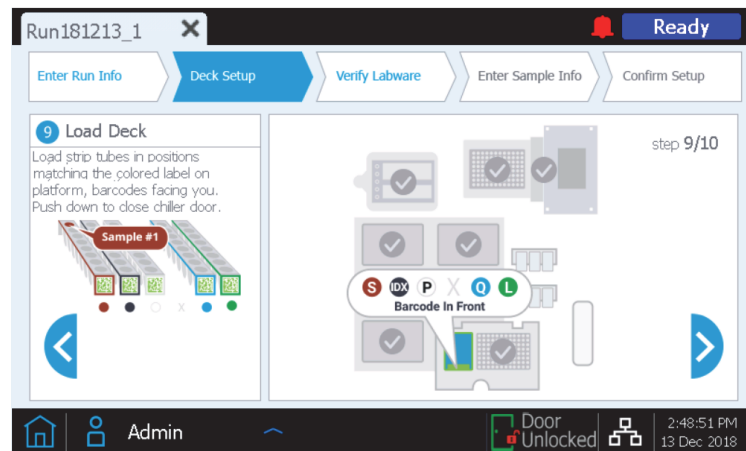 Run181213_1
Ready
Enter Run Info
Deck Setup
Verify Labware
Enter Sample Info
Confirm Setup
9 Load Deck
Load strip tubes in positions
matching the colored label on
platform, barcodes facing you.
Push down to close chiller door.
Sample #1
X
step 9/10
S IDX P X Q L
Barcode In Front
Admin
Door
Unlocked
2:48:51 PM
13 Dec 2018